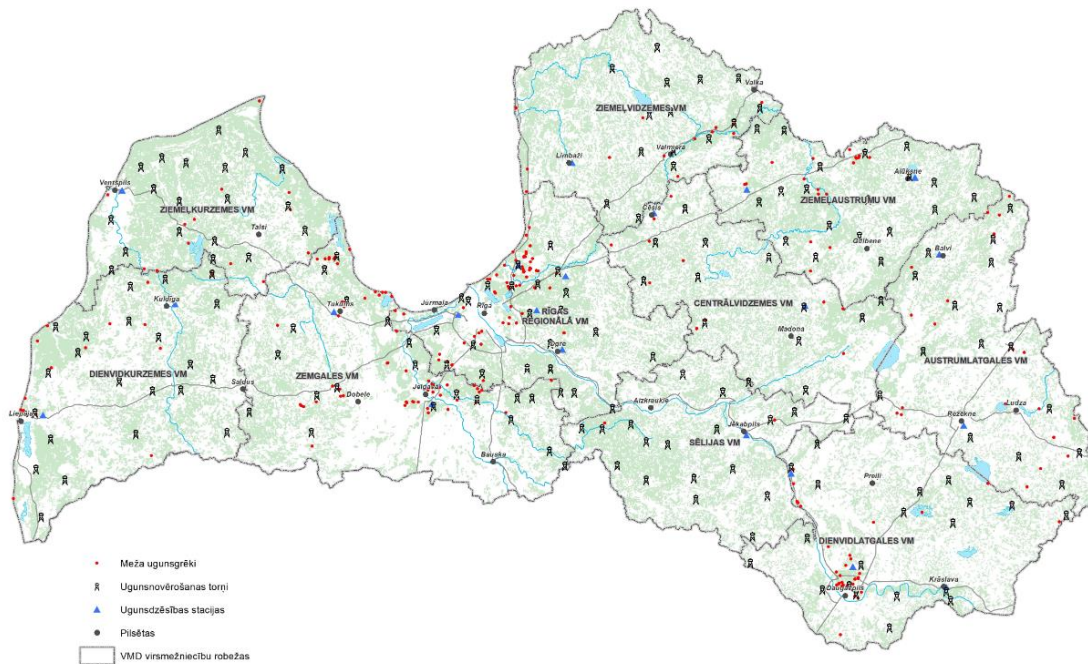 Valka
ZIEMEĻVIDZEMES VM
Limbaži
Valmiera
Alūksne
Ventspils
ZIEMEĻKURZEMES VM
ZIEMEĻAUSTRUMU VM
Cēsis
Talsi
Gulbene
Balvi
Kuldīga
Tukums
Jūrmala
Rīga
RĪGAS
REĢIONĀLĀ VM
CENTRĀLVIDZEMES VM
Madona
Ogre
AUSTRUMLATGALES VM
DIENVIDKURZEMES VM
ZEMGALES VM
Saldus
Dobele
Jelgava
Aizkraukle
Ludza
Liepāja
Rēzekne
Jēkabpils
SĒLIJAS VM
Bauska
Preiļi
DIENVIDLATGALES VM
Krāslava
Daugavpils
Meža ugunsgrēki
Ugunsnovērošanas torņi
Ugunsdzēsības stacijas
Pilsētas
VMD virsmežniecību robežas